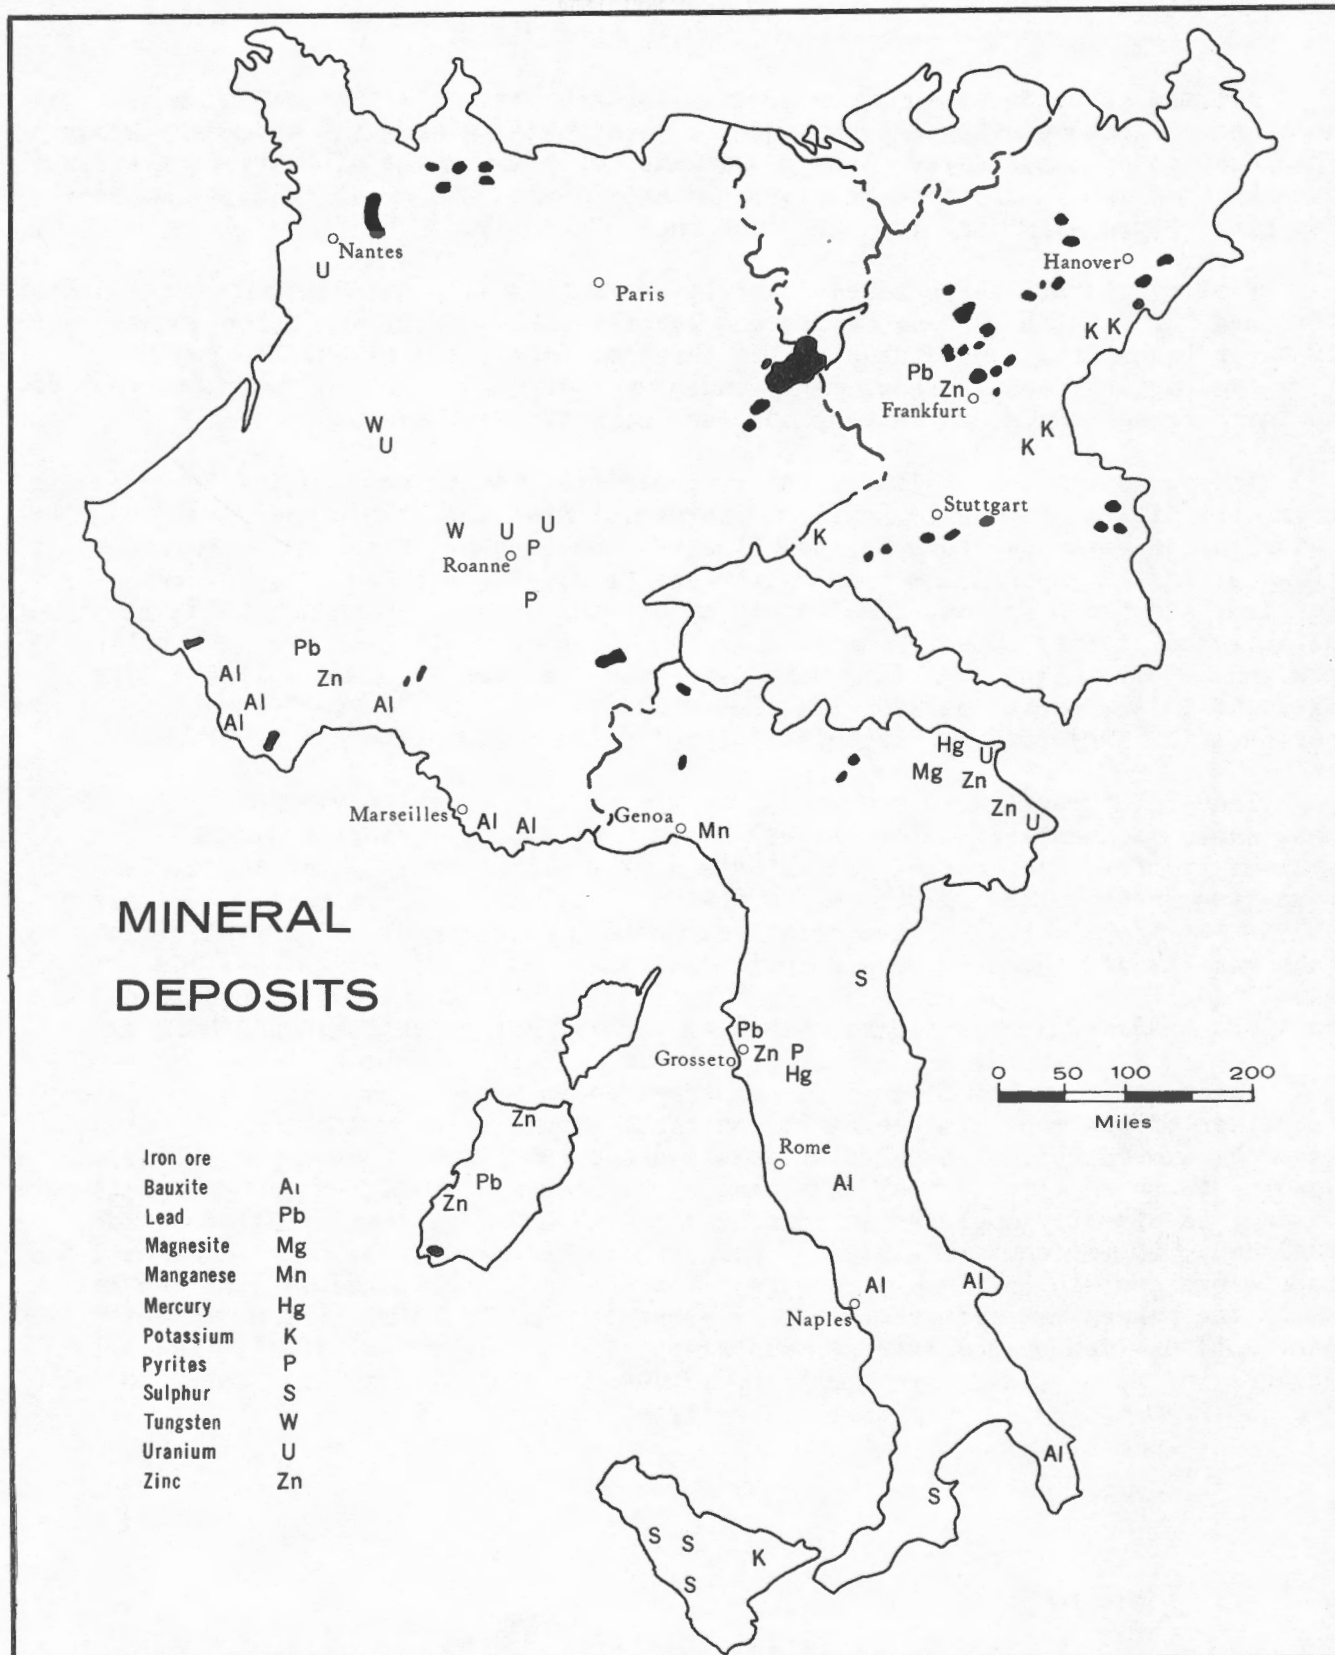 Nantes
U
Paris
Hanover
K K
Pb
Zn
Frankfurt
K
K
W
U
Stuttgart
K
W U U
P
Roanne
P
Pb
Zn
Al
Al
Al
Al
Hg U
Mg Zn
Zn
U
Marseilles
Al Al
Genoa
Mn
MINERAL
DEPOSITS
S
Pb
Zn P
Grosseto
Hg
0 50 100 200
Miles
Zn
Pb
Zn
Rome
Al
Al
Al
Naples
Al
S
S S
K
S
Iron ore
Bauxite Al
Lead Pb
Magnesite Mg
Manganese Mn
Mercury Hg
Potassium K
Pyrites P
Sulphur S
Tungsten W
Uranium U
Zinc Zn